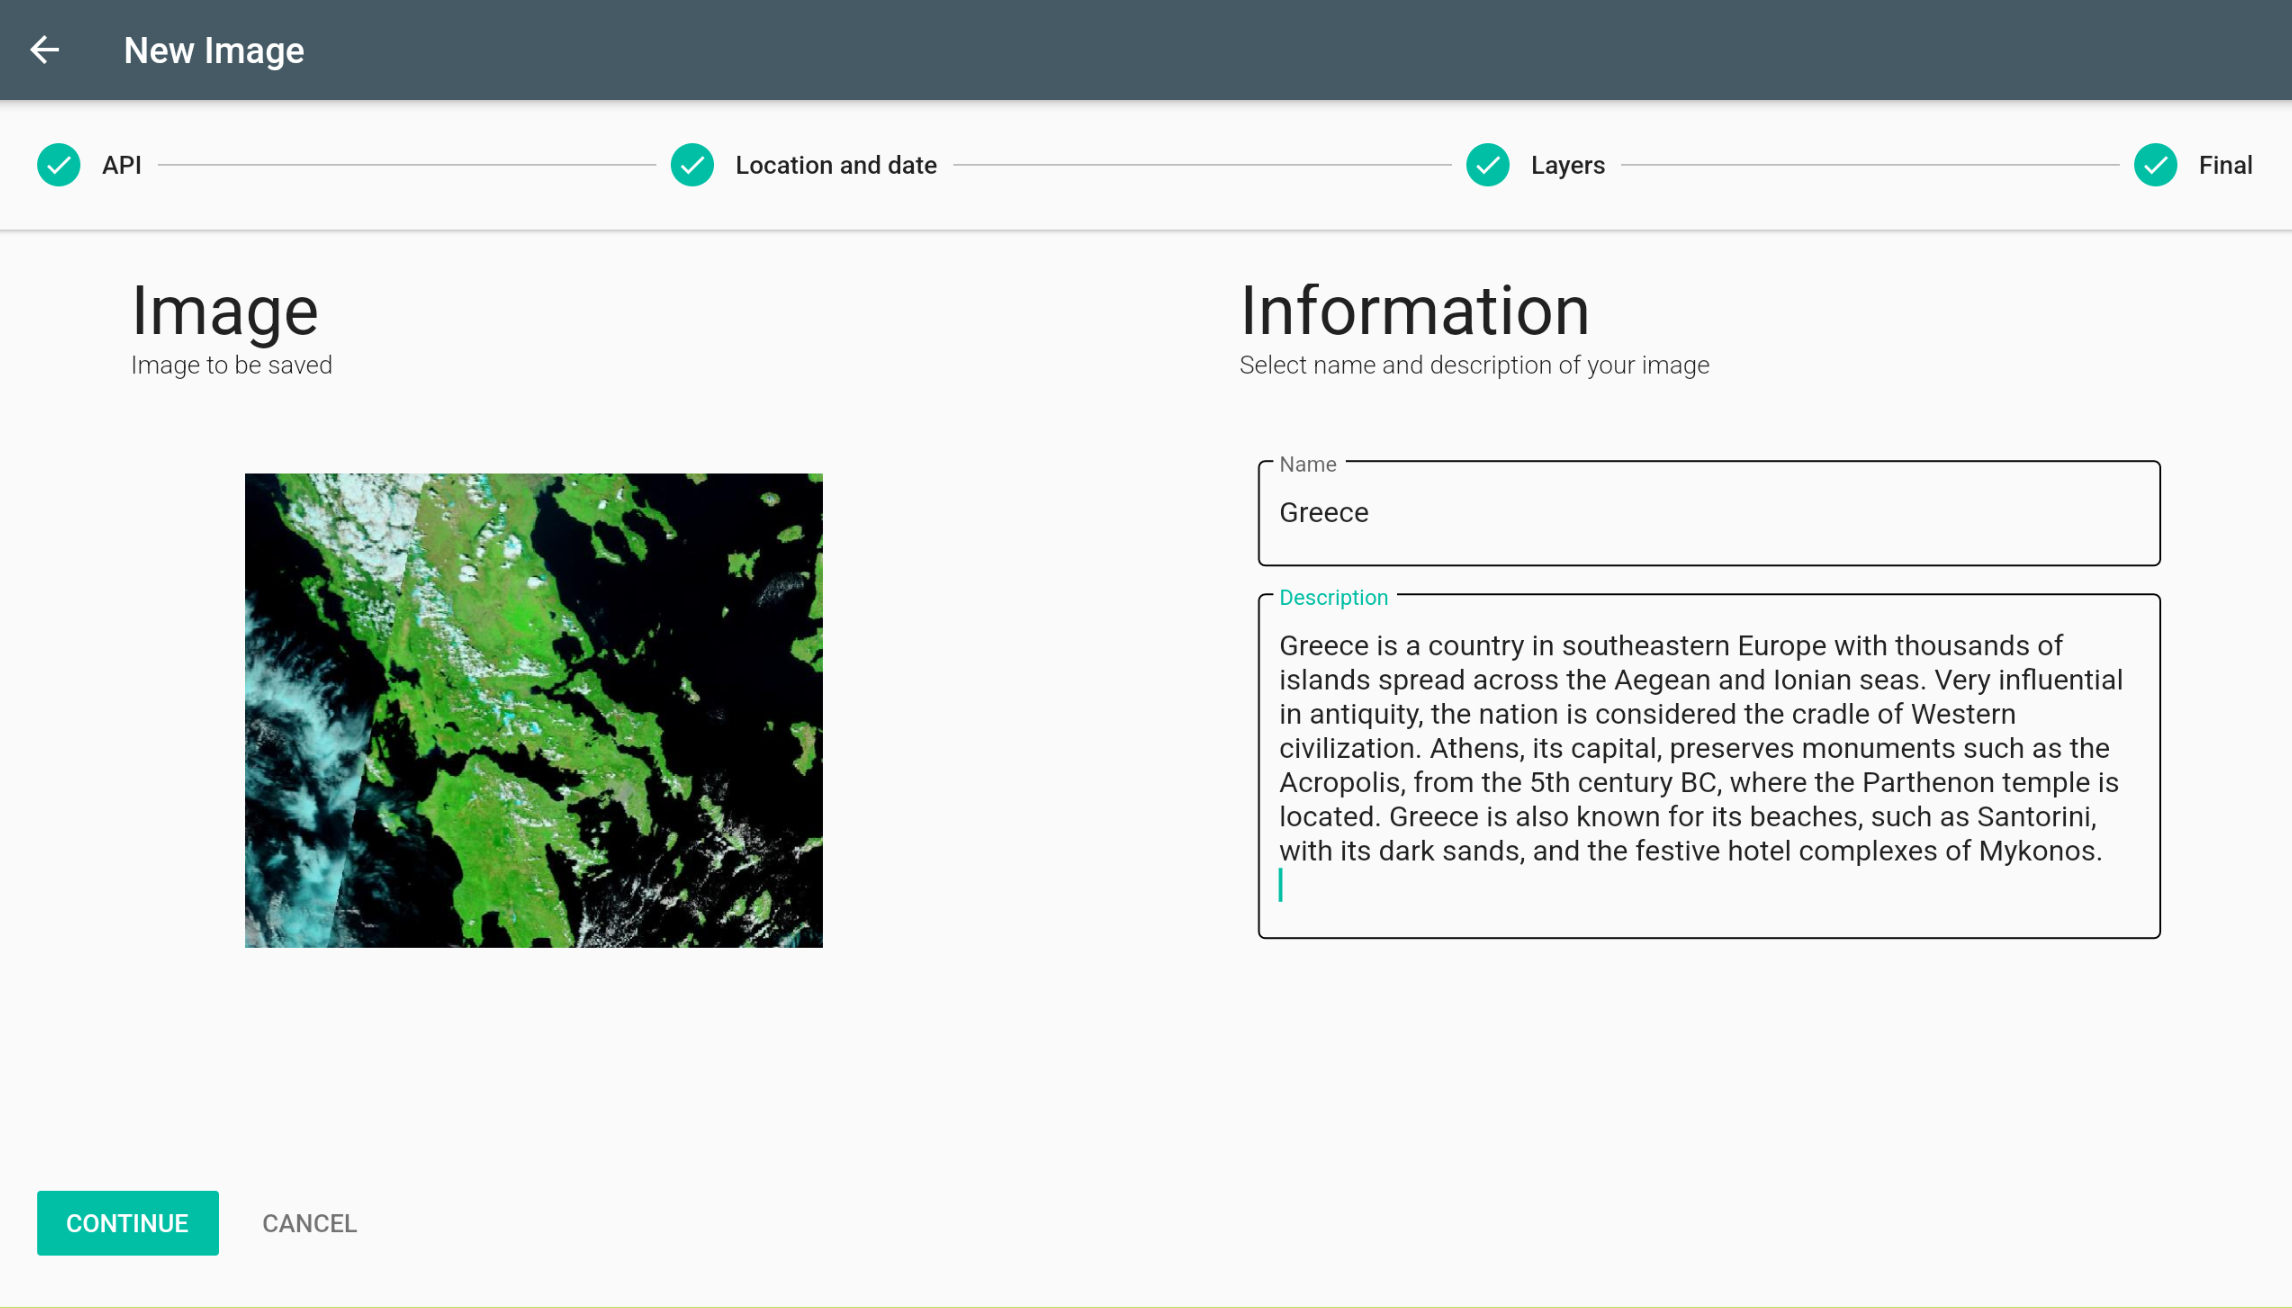 New Image
API
Location and date
Layers
Final
Image
Image to be saved
Information
Select name and description of your image
Name
Greece
Description
Greece is a country in southeastern Europe with thousands of
islands spread across the Aegean and Ionian seas. Very influential
in antiquity, the nation is considered the cradle of Western
civilization. Athens, its capital, preserves monuments such as the
Acropolis, from the 5th century BC, where the Parthenon temple is
located. Greece is also known for its beaches, such as Santorini,
with its dark sands, and the festive hotel complexes of Mykonos.
CONTINUE
CANCEL